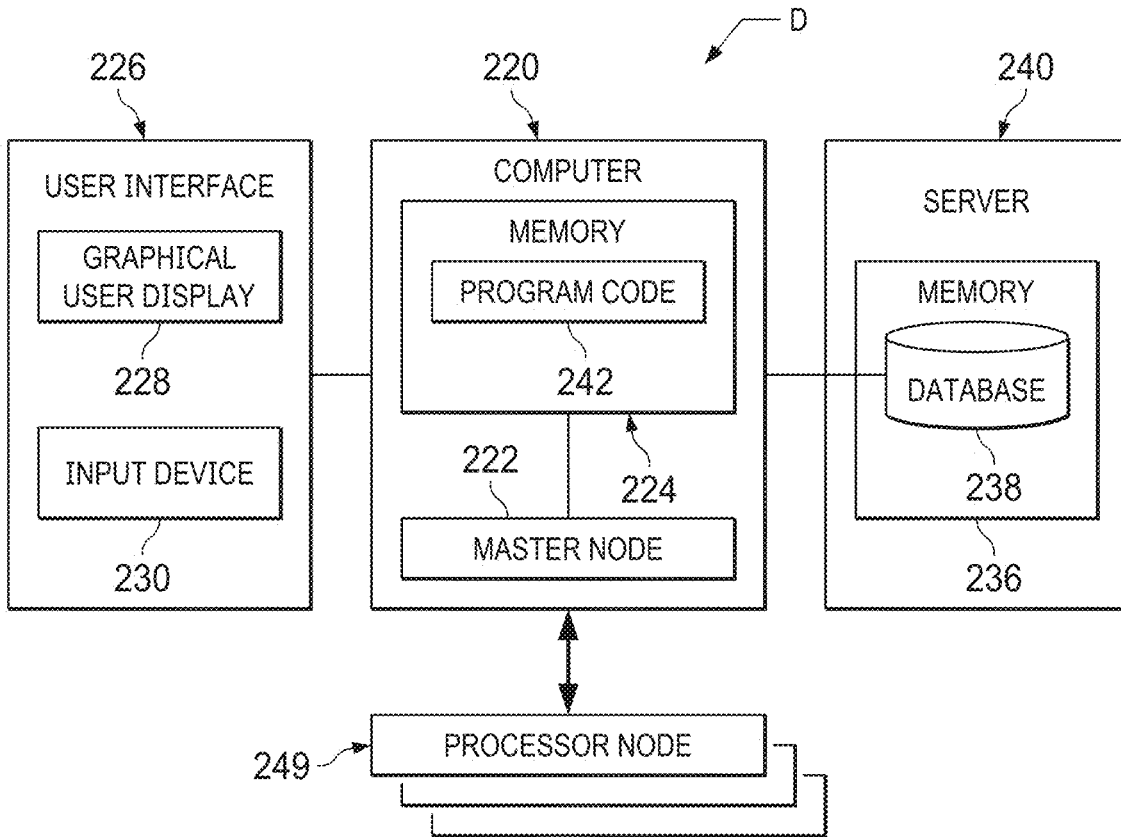 D
226
220
240
USER INTERFACE
GRAPHICAL
USER DISPLAY
228
INPUT DEVICE
230
COMPUTER
MEMORY
PROGRAM CODE
242
222
224
MASTER NODE
SERVER
MEMORY
DATABASE
238
236
249
PROCESSOR NODE